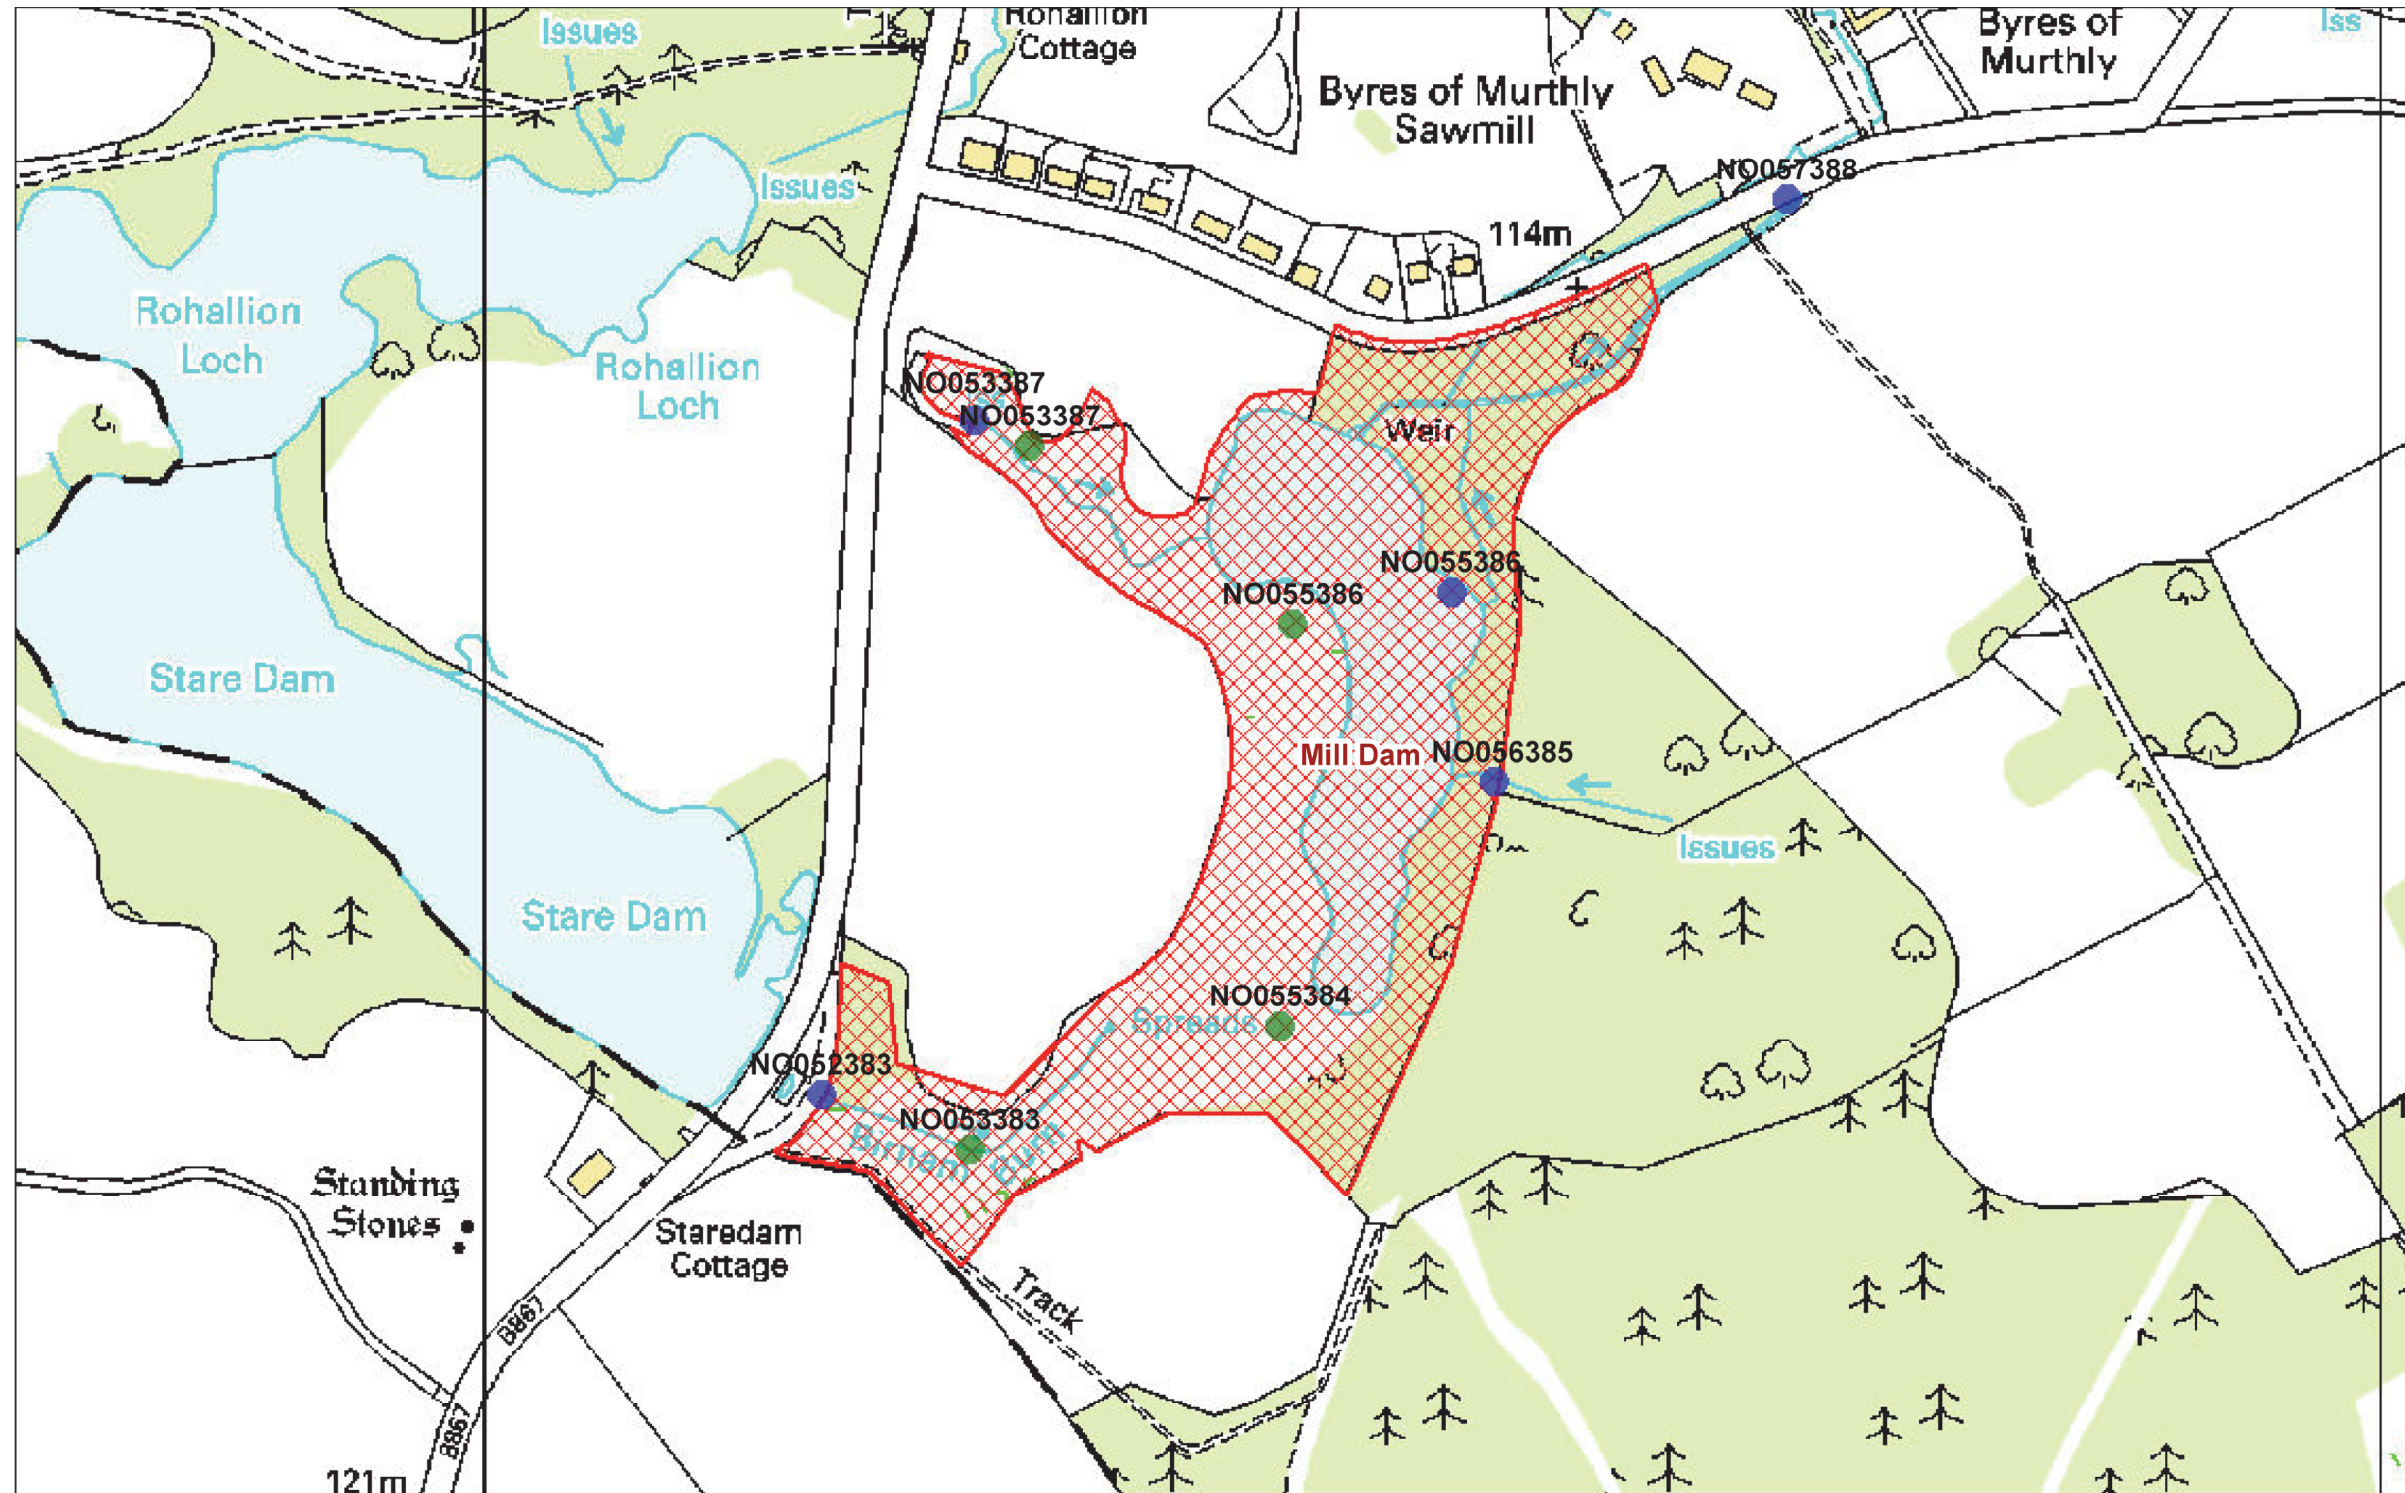 Issues
Rohallion
Cottage
Byres of Murthly
Sawmill
Byres of
Murthly
Iss
Issues
NO057388
114m
Rohallion
Loch
Rohallion
Loch
NO053387
NO053387
Weir
NO055386
NO055386
Stare Dam
Mill Dam
NO056385
Issues
Stare Dam
NO055384
Spreads
NO052383
NO053383
Birnam Burn
Standing
Stones
Staredam
Cottage
Track
B867
B867
121m